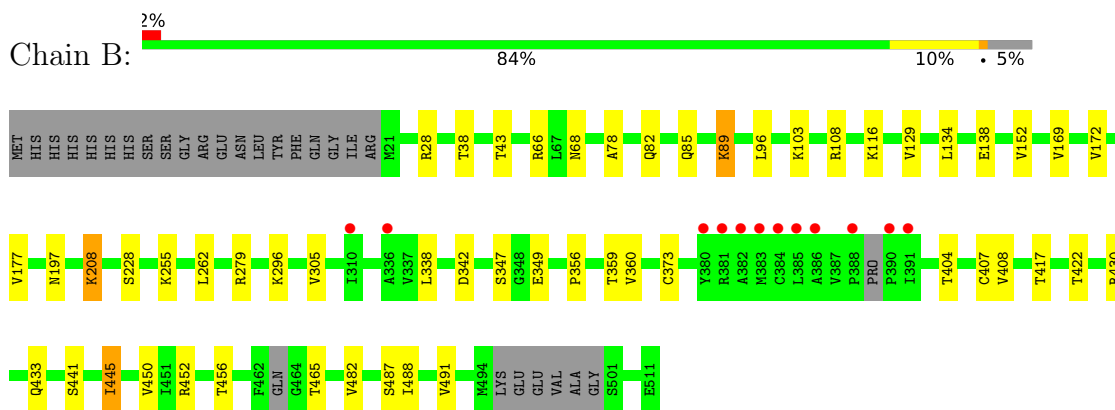 2%
Chain B:
84% 10% • 5%
MET HIS HIS HIS HIS HIS HIS SER SER GLY ARG GLU ASN LEU TYR PHE GLN GLY ILE ARG M21 R28 T38 T43 R66 L67 N68 A78 Q82 Q85 K89 L96 K103 R108 K116 V129 L134 E138 V152 V169 V172
V177 N197 K208 S228 K255 L262 R279 K296 V305 I310 A336 V337 L338 D342 S347 G348 E349 P356 T359 V360 C373 Y380 R381 A382 M383 C384 L385 A386 V387 P388 PRO P390 I391 T404 C407 V408 T417 T422
Q433 S441 I445 V450 I451 R452 T456 F462 GLN G464 T465 V482 S487 I488 V491 M494 LYS GLU GLU VAL ALA GLY S501 E511